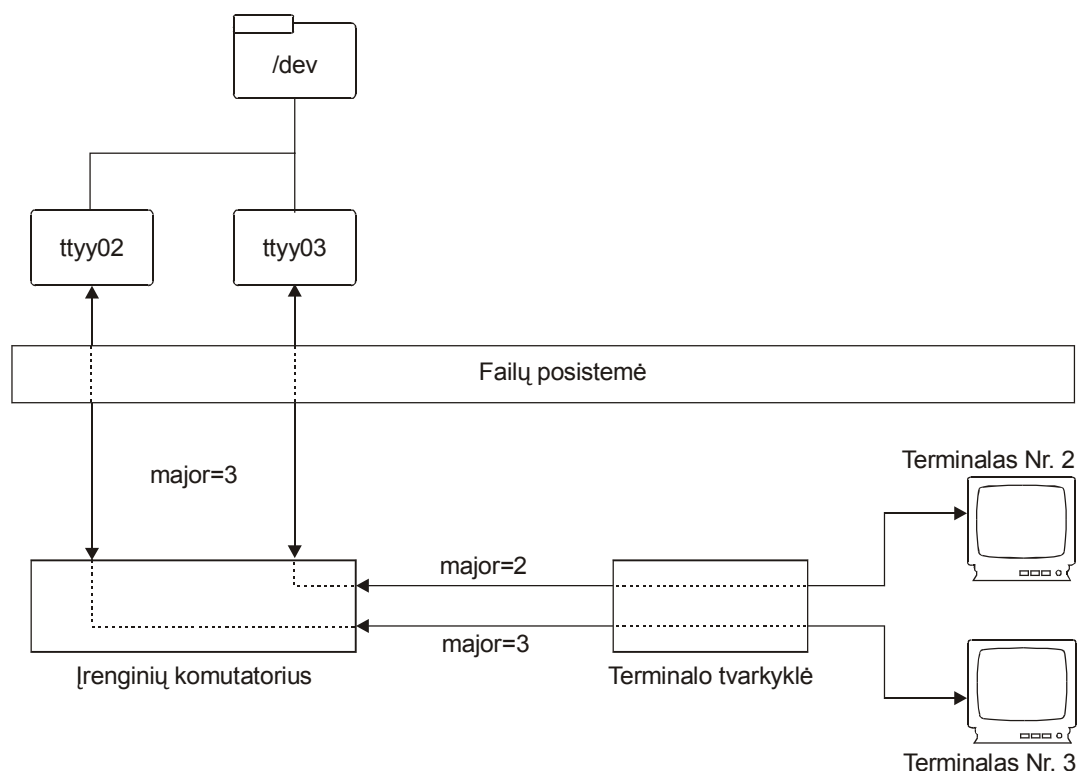 /dev
ttyy02
ttyy03
Failų posistemė
major=3
Terminalas Nr. 2
major=2
major=3
Įrenginių komutatorius
Terminalo tvarkyklė
Terminalas Nr. 3